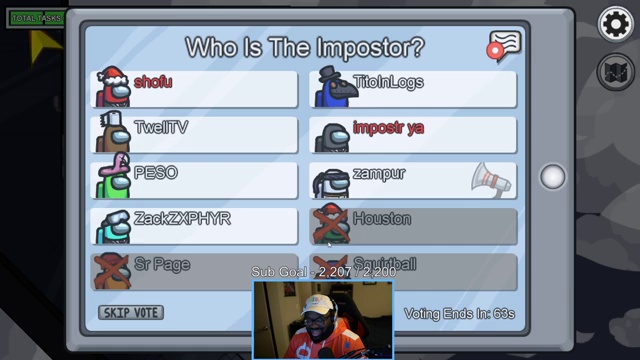 TOTAL TASKS
Who Is The Impostor?
shofu
TitoInLogs
TwellTV
impostr ya
PESO
zampur
ZackZXPHYR
Houston
Sr Page
Squirtball
Sub Goal - 2,207 / 2,200
SKIP VOTE
Voting Ends In: 63s